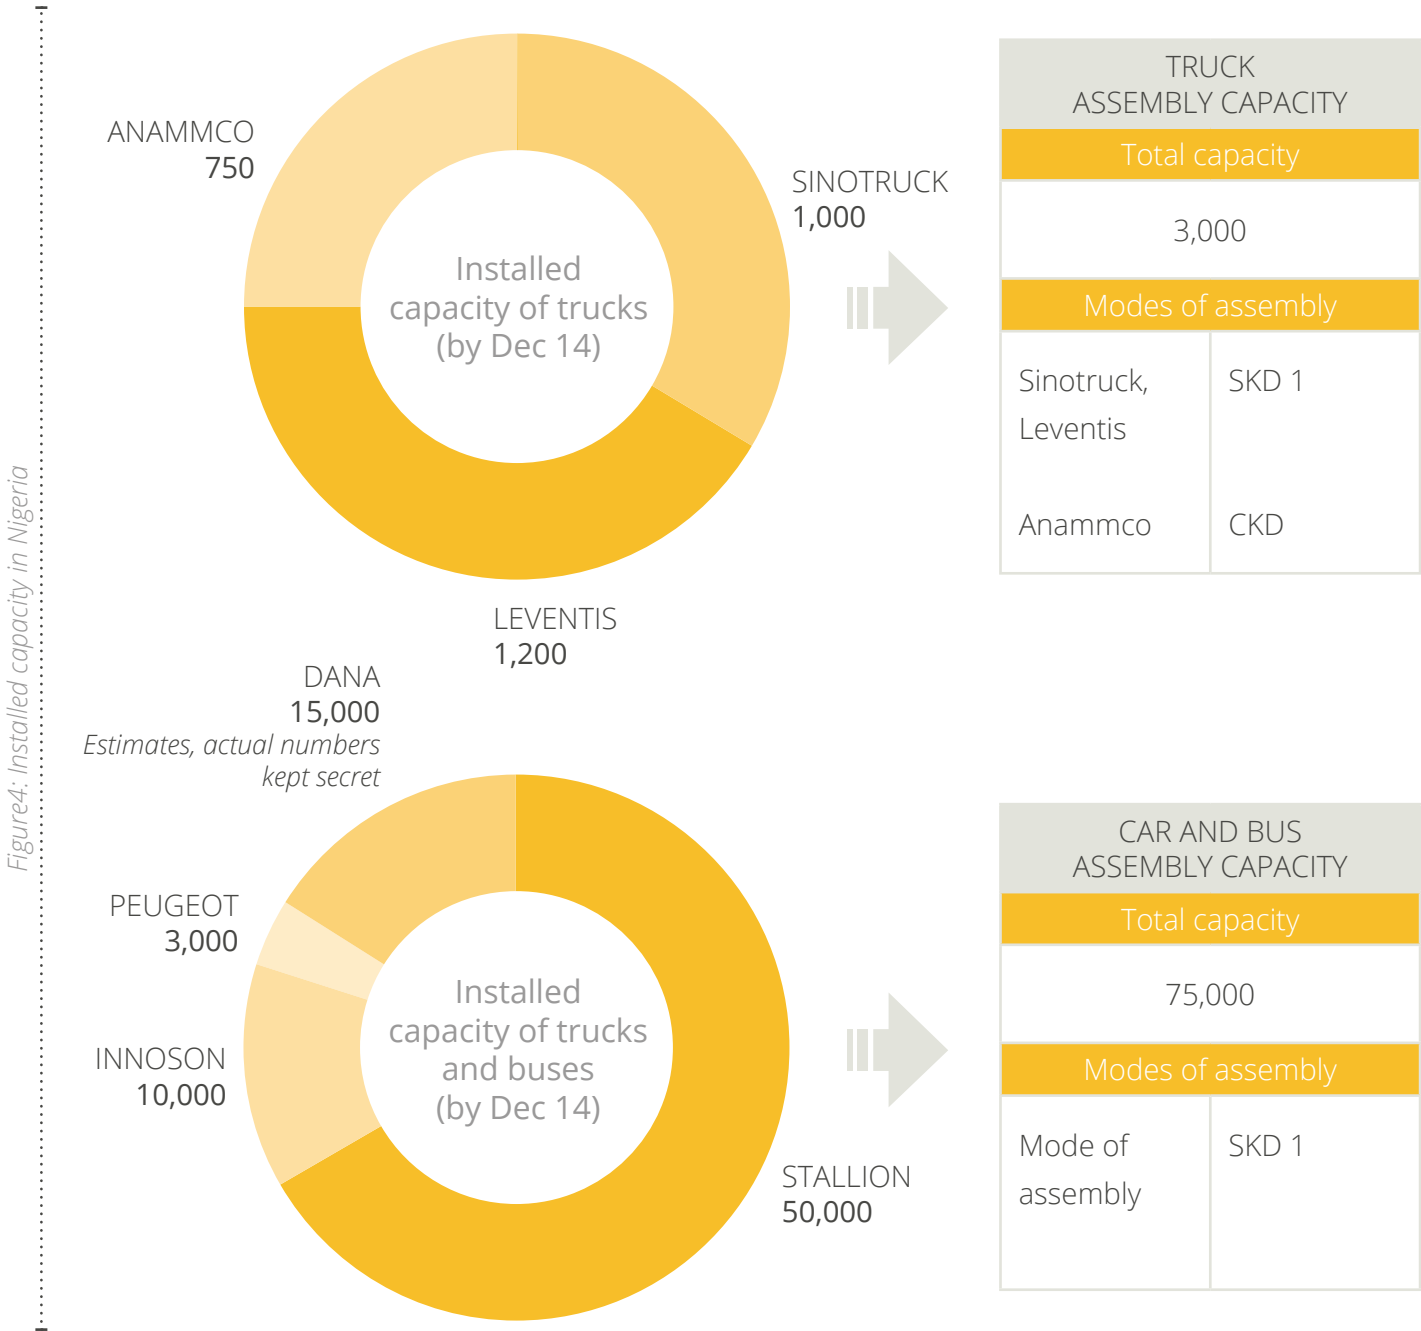 Figure4: Installed capacity in Nigeria
ANAMMCO
750
SINOTRUCK
1,000
Installed
capacity of trucks
(by Dec 14)
LEVENTIS
1,200
TRUCK
ASSEMBLY CAPACITY
Total capacity
3,000
Modes of assembly
Sinotruck,
Leventis
SKD 1
Anammco
CKD
DANA
15,000
Estimates, actual numbers
kept secret
PEUGEOT
3,000
INNOSON
10,000
Installed
capacity of trucks
and buses
(by Dec 14)
STALLION
50,000
CAR AND BUS
ASSEMBLY CAPACITY
Total capacity
75,000
Modes of assembly
Mode of
assembly
SKD 1